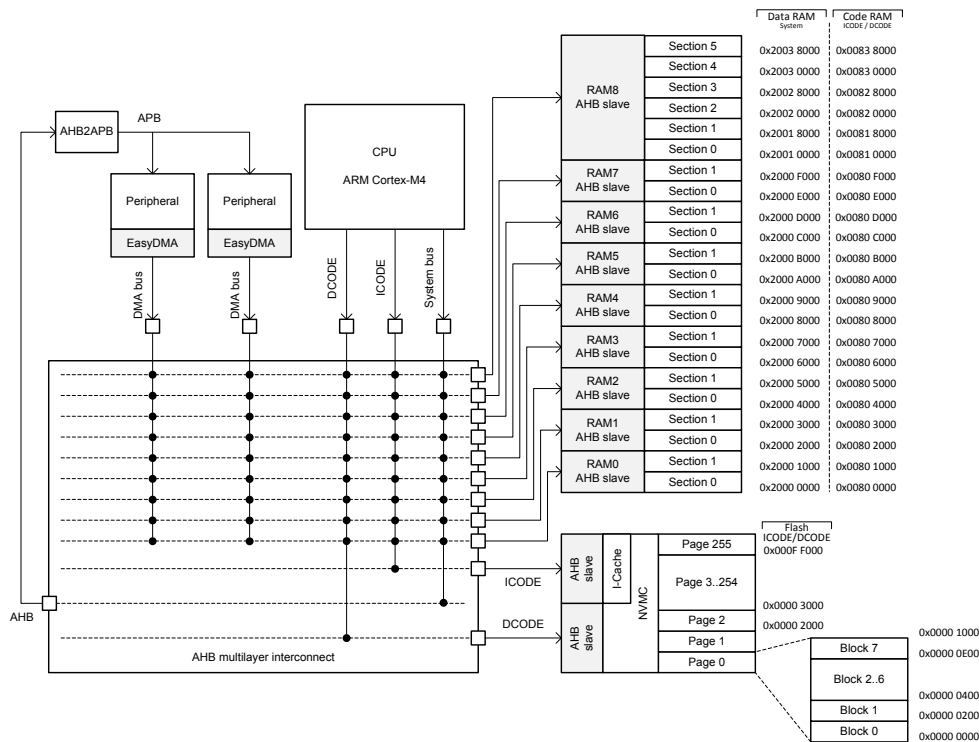 Data RAM
System
Code RAM
ICODE / DCODE
Section 5
0x2003 8000
0x0083 8000
Section 4
0x2003 0000
0x0083 0000
RAM8
AHB slave
Section 3
0x2002 8000
0x0082 8000
Section 2
0x2002 0000
0x0082 0000
Section 1
0x2001 8000
0x0081 8000
Section 0
0x2001 0000
0x0081 0000
RAM7
AHB slave
Section 1
0x2000 F000
0x0080 F000
Section 0
0x2000 E000
0x0080 E000
RAM6
AHB slave
Section 1
0x2000 D000
0x0080 D000
Section 0
0x2000 C000
0x0080 C000
RAM5
AHB slave
Section 1
0x2000 B000
0x0080 B000
Section 0
0x2000 A000
0x0080 A000
RAM4
AHB slave
Section 1
0x2000 9000
0x0080 9000
Section 0
0x2000 8000
0x0080 8000
RAM3
AHB slave
Section 1
0x2000 7000
0x0080 7000
Section 0
0x2000 6000
0x0080 6000
RAM2
AHB slave
Section 1
0x2000 5000
0x0080 5000
Section 0
0x2000 4000
0x0080 4000
RAM1
AHB slave
Section 1
0x2000 3000
0x0080 3000
Section 0
0x2000 2000
0x0080 2000
RAM0
AHB slave
Section 1
0x2000 1000
0x0080 1000
Section 0
0x2000 0000
0x0080 0000
AHB2APB
APB
CPU
ARM Cortex-M4
Peripheral
EasyDMA
Peripheral
EasyDMA
DMA bus
DMA bus
DCODE
ICODE
System bus
AHB multilayer interconnect
AHB
ICODE
DCODE
AHB
slave
I-Cache
AHB
slave
NVMC
Flash
ICODE/DCODE
Page 255
0x000F F000
Page 3..254
0x0000 3000
Page 2
0x0000 2000
Page 1
0x0000 1000
Page 0
Block 7
0x0000 0E00
Block 2..6
0x0000 0400
Block 1
0x0000 0200
Block 0
0x0000 0000